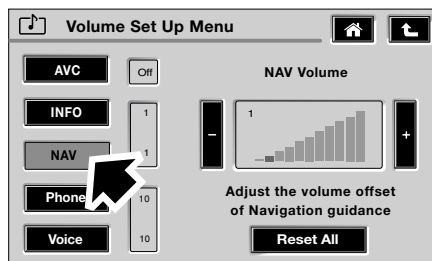 Volume Set Up Menu
AVC
Off
NAV Volume
INFO
1
1
–
+
NAV
1
Phone
10
Adjust the volume offset
of Navigation guidance
Voice
10
Reset All